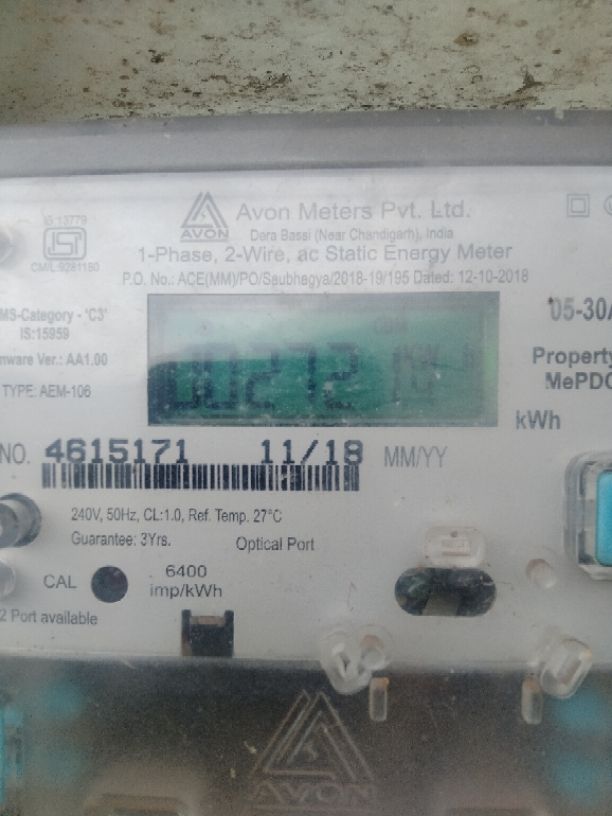 IS 13779
CM/L-9281180
AVON
Avon Meters Pvt. Ltd.
Dera Bassi (Near Chandigarh), India
1-Phase, 2-Wire, ac Static Energy Meter
P.O. No.: ACE(MM)/PO/Saubhagya/2018-19/195 Dated: 12-10-2018
MS-Category - 'C3'
IS:15959
mware Ver.: AA1.00
TYPE: AEM-106
05-30A
Property
MePDC
kWh
NO. 4615171 11/18 MM/YY
240V, 50Hz, CL:1.0, Ref. Temp. 27°C
Guarantee: 3Yrs.
Optical Port
CAL
6400
imp/kWh
2 Port available
AVON